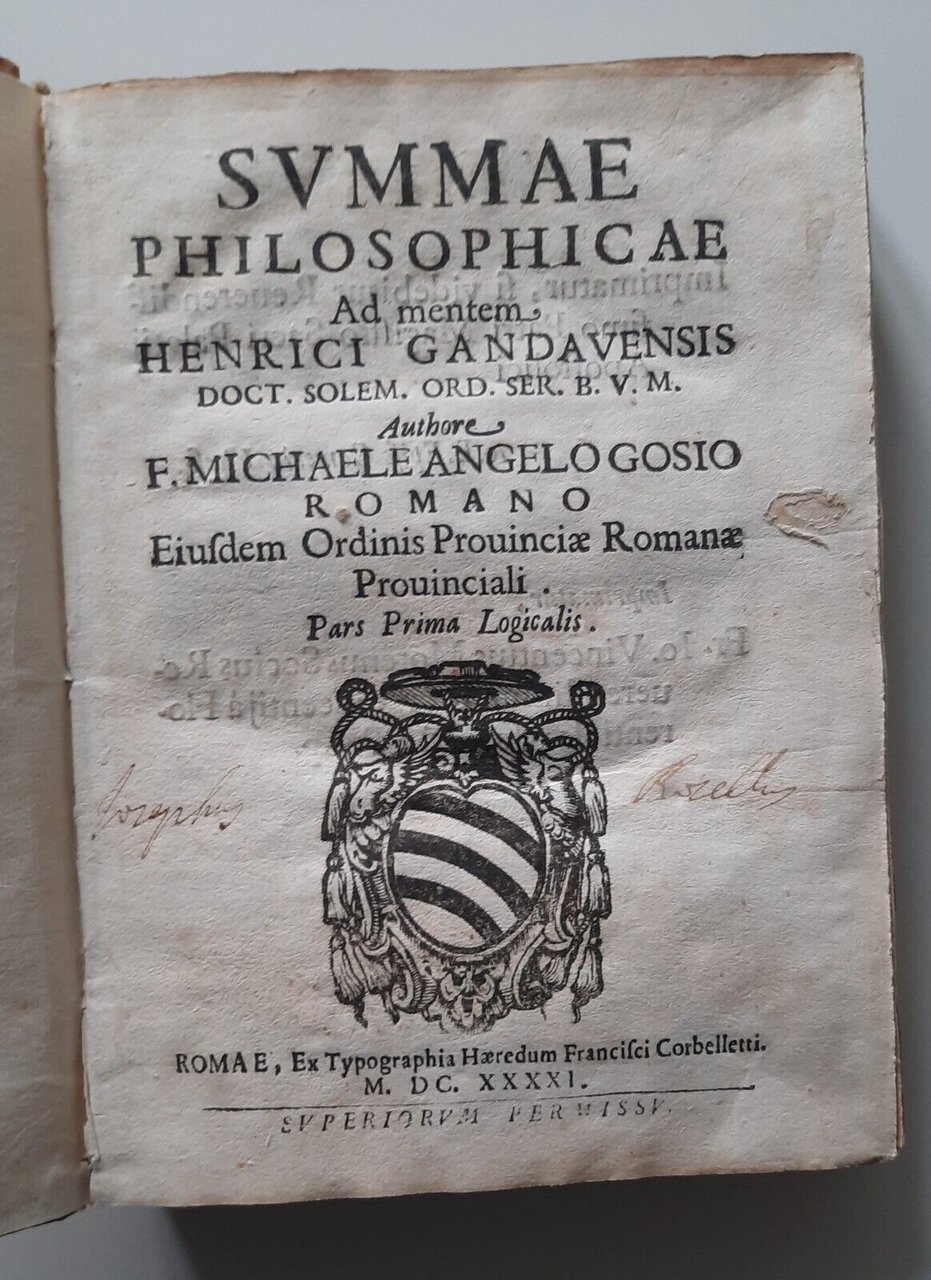 SVMMAE
PHILOSOPHICAE
Ad mentem
HENRICI GANDAVENSIS
DOCT. SOLEM. ORD. SER. B. V. M.
Authore
F. MICHAELE ANGELO GOSIO
ROMANO
Eiuſdem Ordinis Prouinciæ Romanæ
Prouinciali.
Pars Prima Logicalis.
Josephus
ROMAE, Ex Typographia Hæredum Franciſci Corbelletti.
M. DC. XXXXI.
SVPERIORVM PERMISSV.